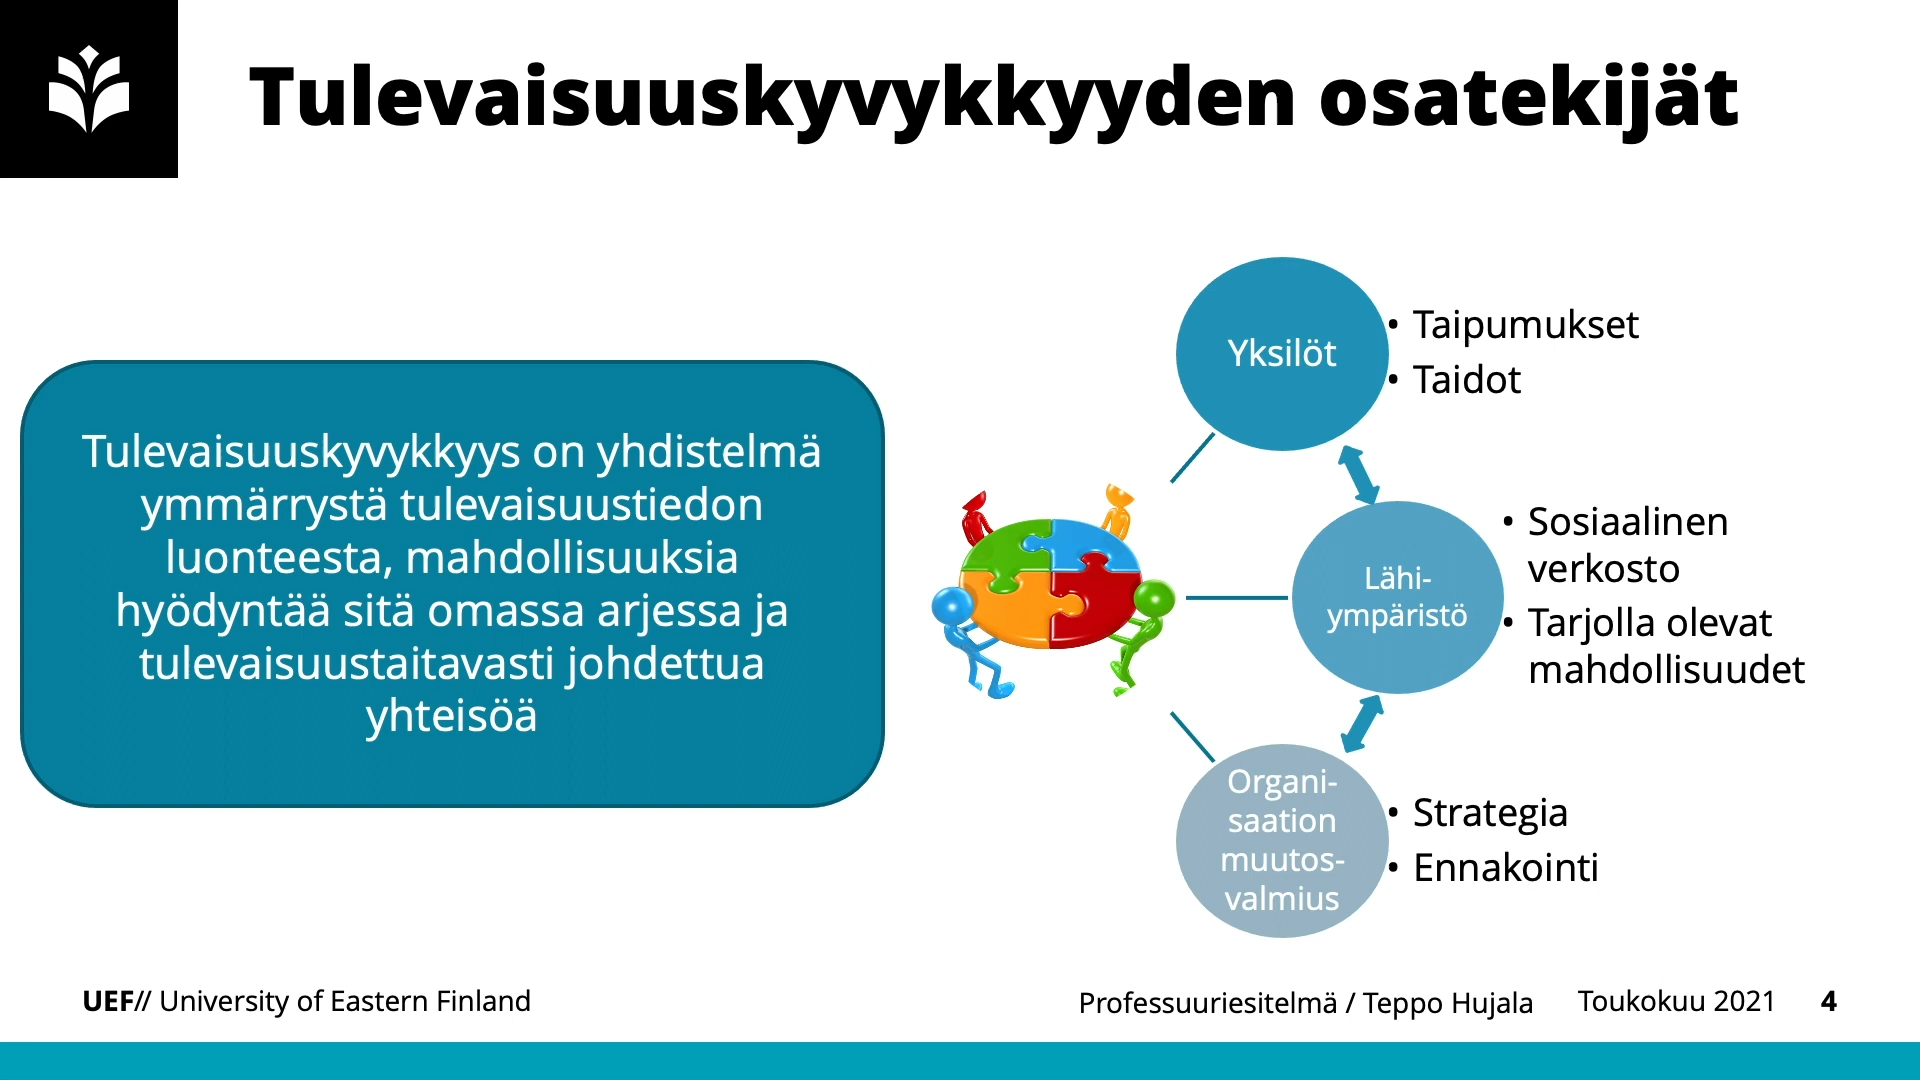 Tulevaisuuskyvykkyyden osatekijät
Tulevaisuuskyvykkyys on yhdistelmä
ymmärrystä tulevaisuustiedon
luonteesta, mahdollisuuksia
hyödyntää sitä omassa arjessa ja
tulevaisuustaitavasti johdettua
yhteisöä
Yksilöt
• Taipumukset
• Taidot
Lähi-
ympäristö
• Sosiaalinen
verkosto
• Tarjolla olevat
mahdollisuudet
Organi-
saation
muutos-
valmius
• Strategia
• Ennakointi
UEF// University of Eastern Finland
Professuuriesitelmä / Teppo Hujala
Toukokuu 2021
4